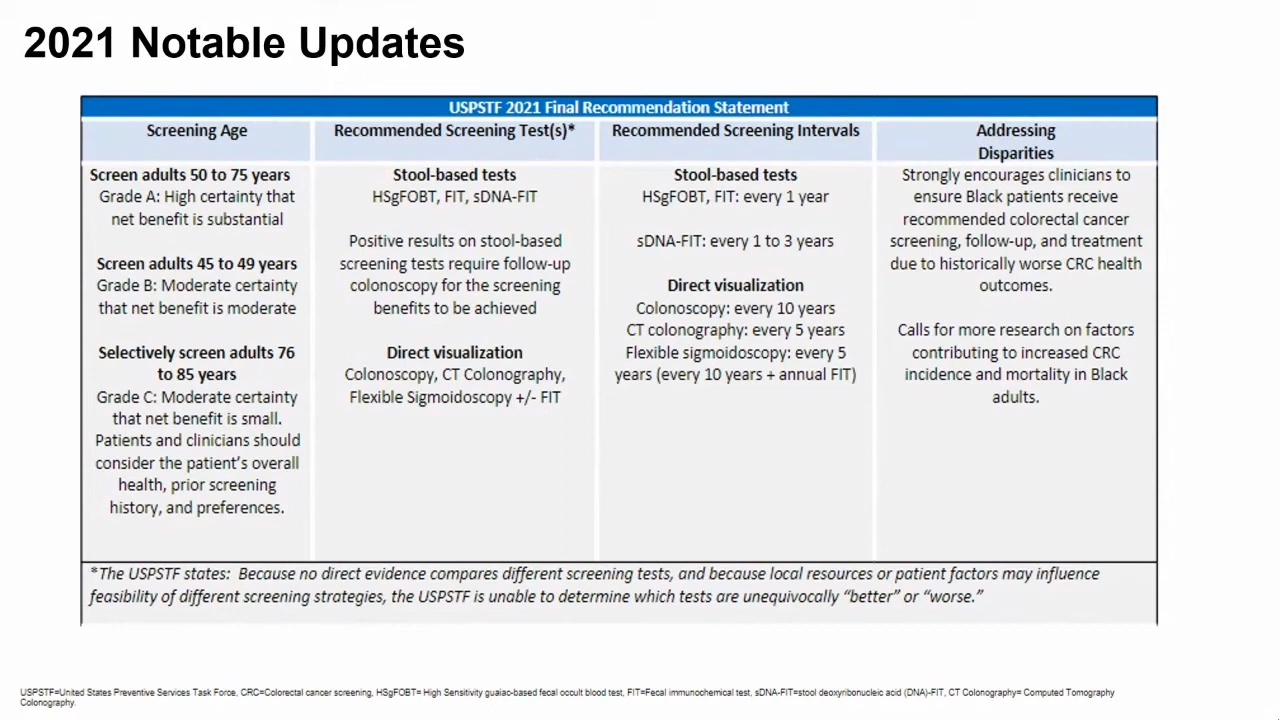 2021 Notable Updates
USPSTF 2021 Final Recommendation Statement
Screening Age
Recommended Screening Test(s)*
Recommended Screening Intervals
Addressing
Disparities
Screen adults 50 to 75 years
Grade A: High certainty that
net benefit is substantial
Screen adults 45 to 49 years
Grade B: Moderate certainty
that net benefit is moderate
Selectively screen adults 76
to 85 years
Grade C: Moderate certainty
that net benefit is small.
Patients and clinicians should
consider the patient's overall
health, prior screening
history, and preferences.
Stool-based tests
HSgFOBT, FIT, sDNA-FIT
Positive results on stool-based
screening tests require follow-up
colonoscopy for the screening
benefits to be achieved
Direct visualization
Colonoscopy, CT Colonography,
Flexible Sigmoidoscopy +/- FIT
Stool-based tests
HSgFOBT, FIT: every 1 year
sDNA-FIT: every 1 to 3 years
Direct visualization
Colonoscopy: every 10 years
CT colonography: every 5 years
Flexible sigmoidoscopy: every 5
years (every 10 years + annual FIT)
Strongly encourages clinicians to
ensure Black patients receive
recommended colorectal cancer
screening, follow-up, and treatment
due to historically worse CRC health
outcomes.
Calls for more research on factors
contributing to increased CRC
incidence and mortality in Black
adults.
*The USPSTF states:  Because no direct evidence compares different screening tests, and because local resources or patient factors may influence
feasibility of different screening strategies, the USPSTF is unable to determine which tests are unequivocally “better” or “worse.”
USPSTF=United States Preventive Services Task Force, CRC=Colorectal cancer screening, HSgFOBT= High Sensitivity guaiac-based fecal occult blood test, FIT=Fecal immunochemical test, sDNA-FIT=stool deoxyribonucleic acid (DNA)-FIT, CT Colonography= Computed Tomography
Colonography.